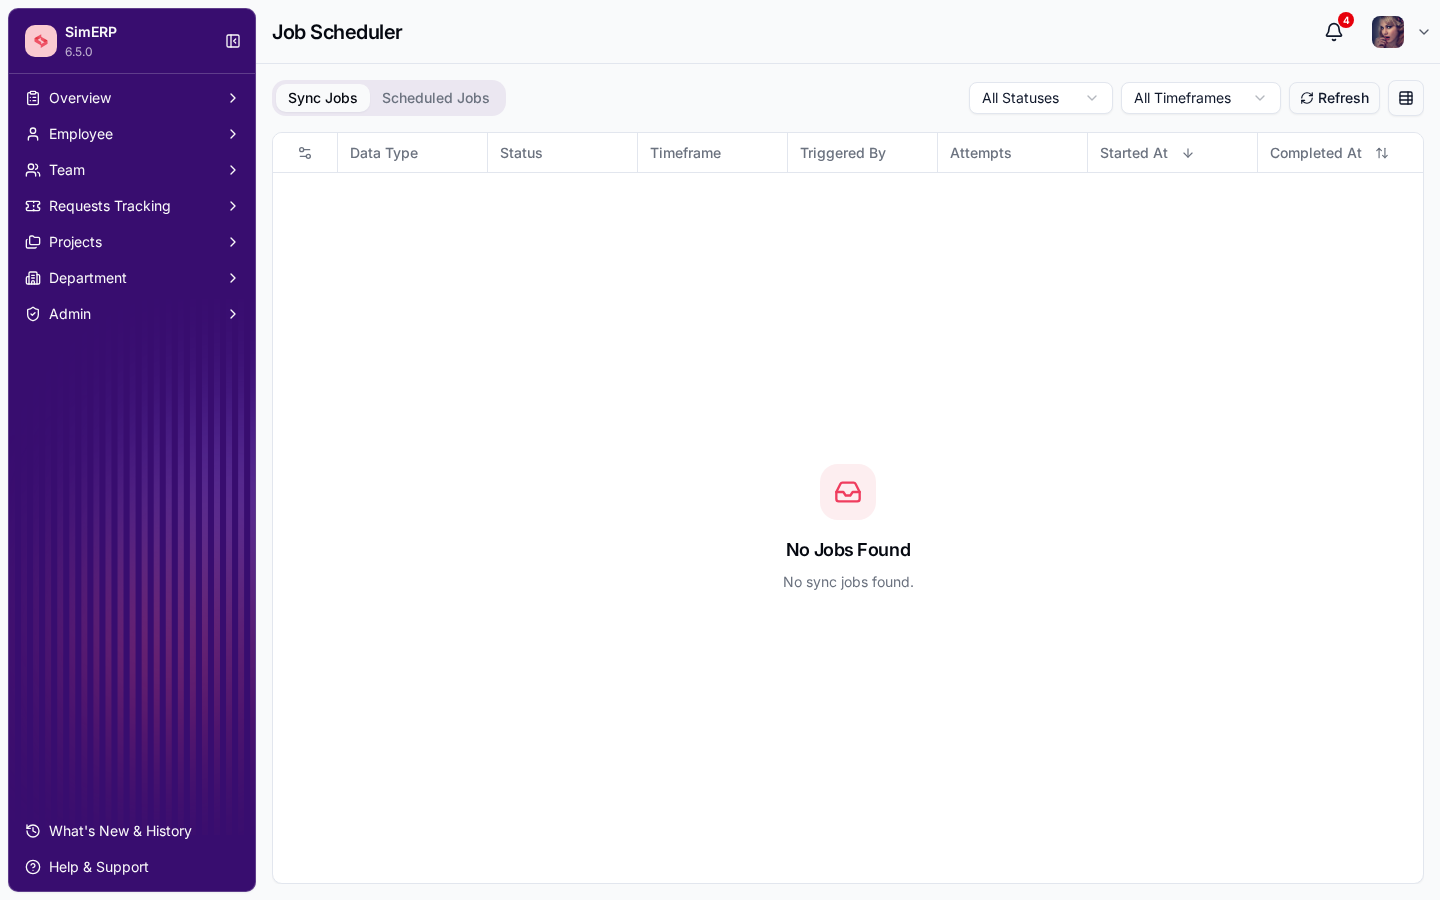 SimERP
6.5.0
Overview
Employee
Team
Requests Tracking
Projects
Department
Admin
What's New & History
Help & Support
Job Scheduler
4
Sync Jobs
Scheduled Jobs
All Statuses
All Timeframes
Refresh
Data Type
Status
Timeframe
Triggered By
Attempts
Started At
Completed At
No Jobs Found
No sync jobs found.